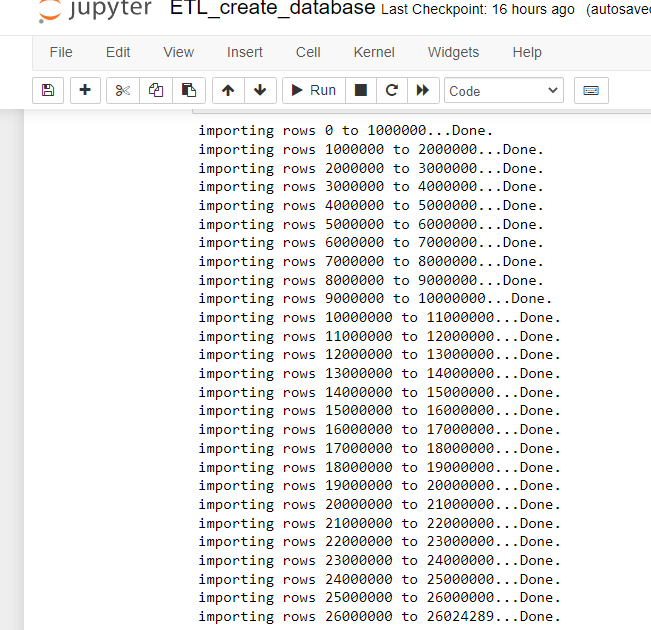 jupyter ETL_create_database Last Checkpoint: 16 hours ago (autosave
File Edit View Insert Cell Kernel Widgets Help
Run Code
importing rows 0 to 1000000...Done.
importing rows 1000000 to 2000000...Done.
importing rows 2000000 to 3000000...Done.
importing rows 3000000 to 4000000...Done.
importing rows 4000000 to 5000000...Done.
importing rows 5000000 to 6000000...Done.
importing rows 6000000 to 7000000...Done.
importing rows 7000000 to 8000000...Done.
importing rows 8000000 to 9000000...Done.
importing rows 9000000 to 10000000...Done.
importing rows 10000000 to 11000000...Done.
importing rows 11000000 to 12000000...Done.
importing rows 12000000 to 13000000...Done.
importing rows 13000000 to 14000000...Done.
importing rows 14000000 to 15000000...Done.
importing rows 15000000 to 16000000...Done.
importing rows 16000000 to 17000000...Done.
importing rows 17000000 to 18000000...Done.
importing rows 18000000 to 19000000...Done.
importing rows 19000000 to 20000000...Done.
importing rows 20000000 to 21000000...Done.
importing rows 21000000 to 22000000...Done.
importing rows 22000000 to 23000000...Done.
importing rows 23000000 to 24000000...Done.
importing rows 24000000 to 25000000...Done.
importing rows 25000000 to 26000000...Done.
importing rows 26000000 to 26024289...Done.